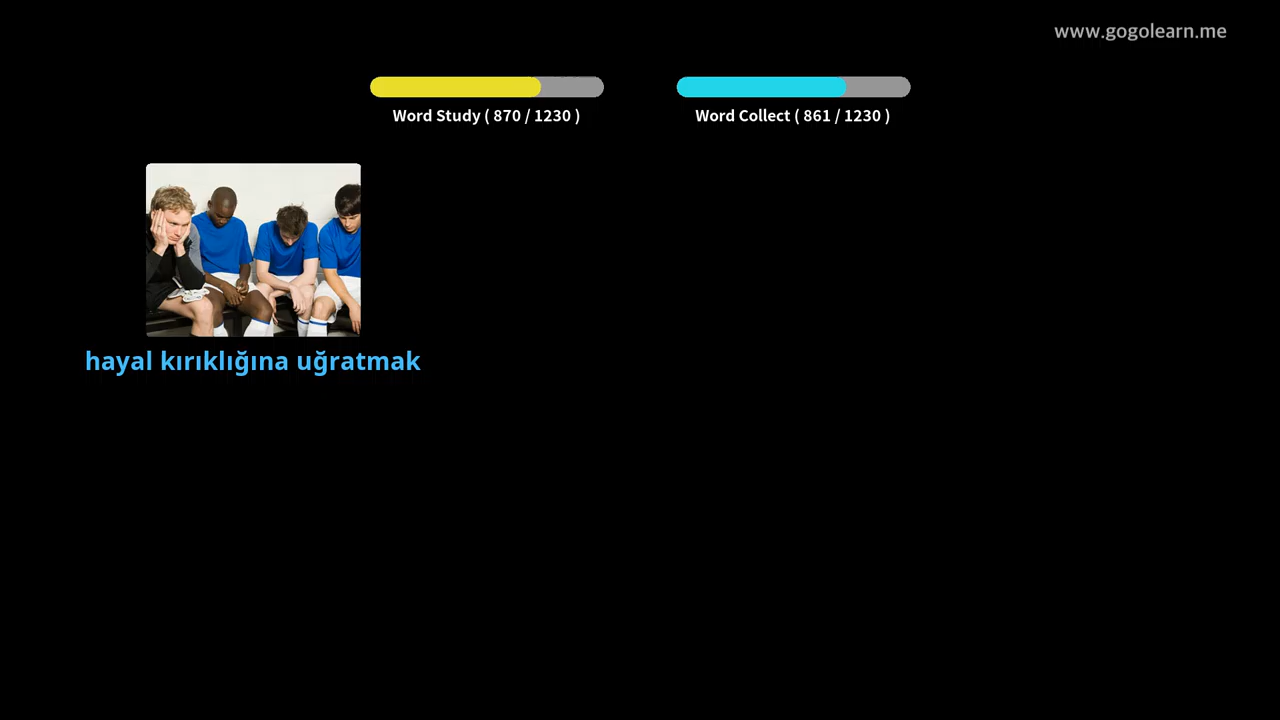 www.gogolearn.me
Word Study ( 870 / 1230 )
Word Collect ( 861 / 1230 )
hayal kırıklığına uğratmak